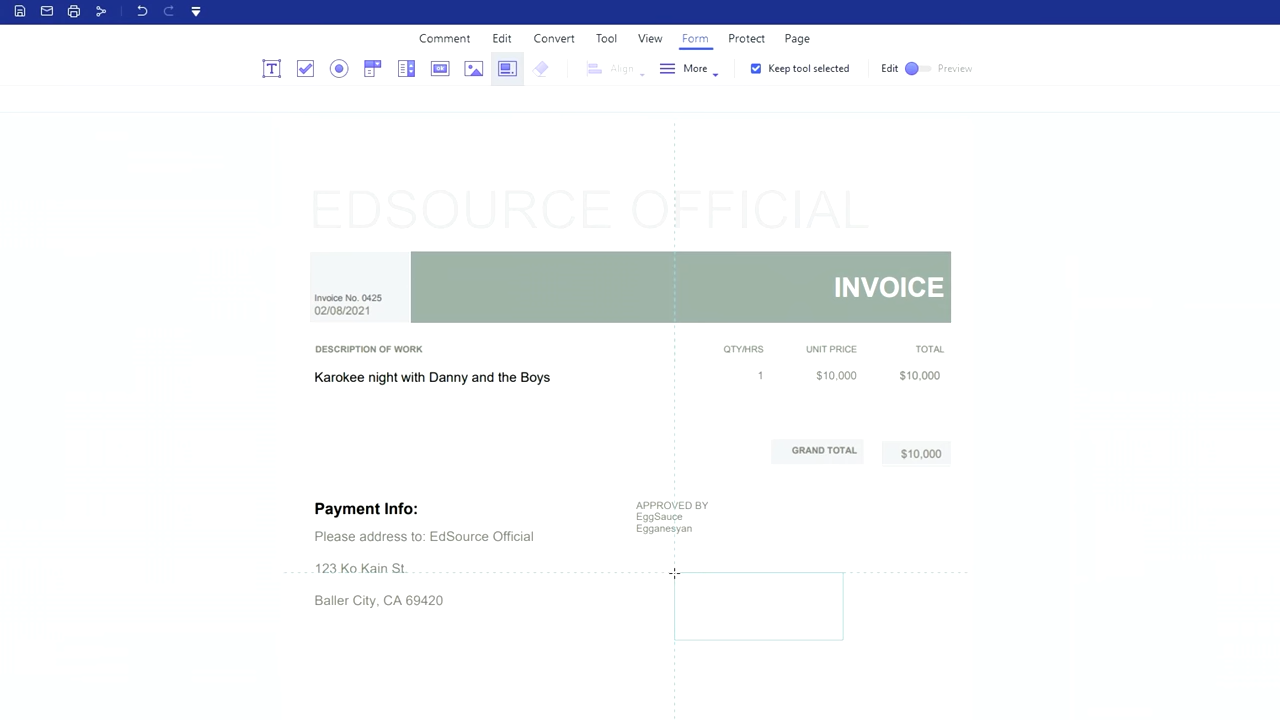 Comment Edit Convert Tool View Form Protect Page
T OK Align More Keep tool selected Edit Preview
EDSOURCE OFFICIAL
INVOICE
Invoice No. 0425
02/08/2021
DESCRIPTION OF WORK QTY/HRS UNIT PRICE TOTAL
Karokee night with Danny and the Boys 1 $10,000 $10,000
GRAND TOTAL $10,000
Payment Info:
Please address to: EdSource Official
123 Ko Kain St.
Baller City, CA 69420
APPROVED BY
EggSauce
Egganesyan